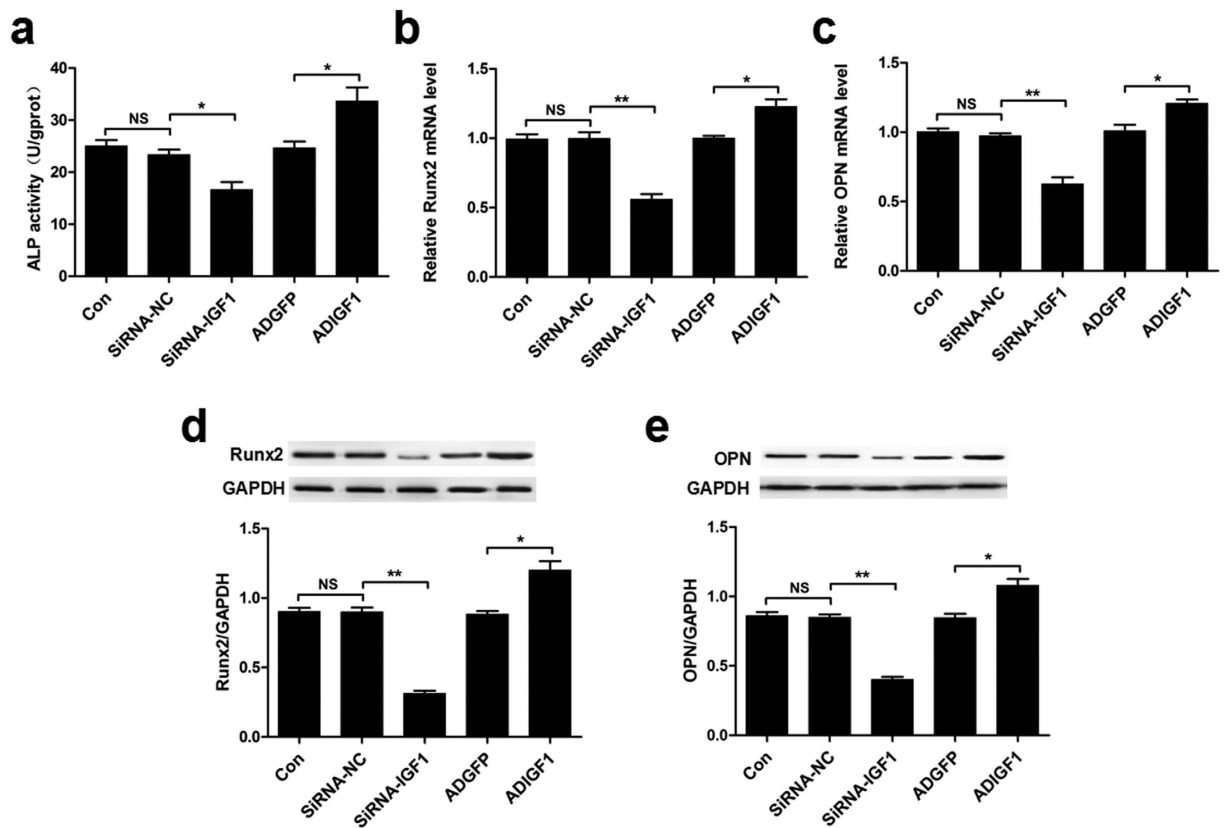 a
ALP activity（U/gprot）
40
30
20
10
0
NS
*
*
Con
SiRNA-NC
SiRNA-IGF1
ADGFP
ADIGF1
b
Relative Runx2 mRNA level
1.5
1.0
0.5
0.0
NS
**
*
Con
SiRNA-NC
SiRNA-IGF1
ADGFP
ADIGF1
c
Relative OPN mRNA level
1.5
1.0
0.5
0.0
NS
**
*
Con
SiRNA-NC
SiRNA-IGF1
ADGFP
ADIGF1
d
Runx2
GAPDH
Runx2/GAPDH
1.5
1.0
0.5
0.0
NS
**
*
Con
SiRNA-NC
SiRNA-IGF1
ADGFP
ADIGF1
e
OPN
GAPDH
OPN/GAPDH
1.5
1.0
0.5
0.0
NS
**
*
Con
SiRNA-NC
SiRNA-IGF1
ADGFP
ADIGF1